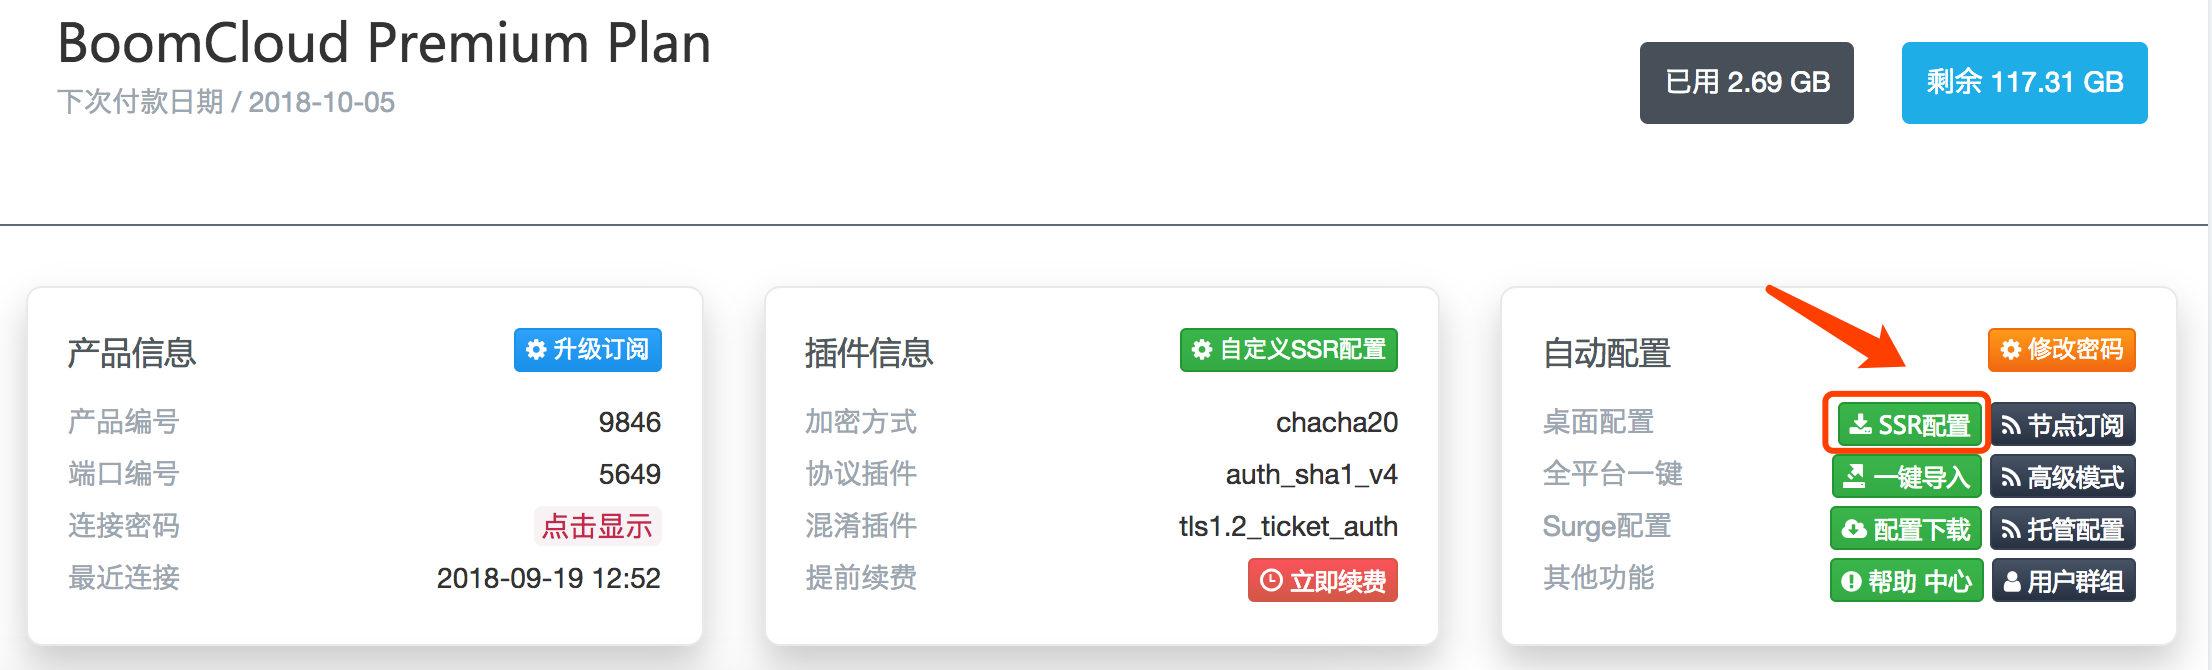 BoomCloud Premium Plan
下次付款日期 / 2018-10-05
已用 2.69 GB
剩余 117.31 GB
产品信息
升级订阅
产品编号 9846
端口编号 5649
连接密码 点击显示
最近连接 2018-09-19 12:52
插件信息
自定义SSR配置
加密方式 chacha20
协议插件 auth_sha1_v4
混淆插件 tls1.2_ticket_auth
提前续费 立即续费
自动配置
修改密码
桌面配置 SSR配置 节点订阅
全平台一键 一键导入 高级模式
Surge配置 配置下载 托管配置
其他功能 帮助 中心 用户群组